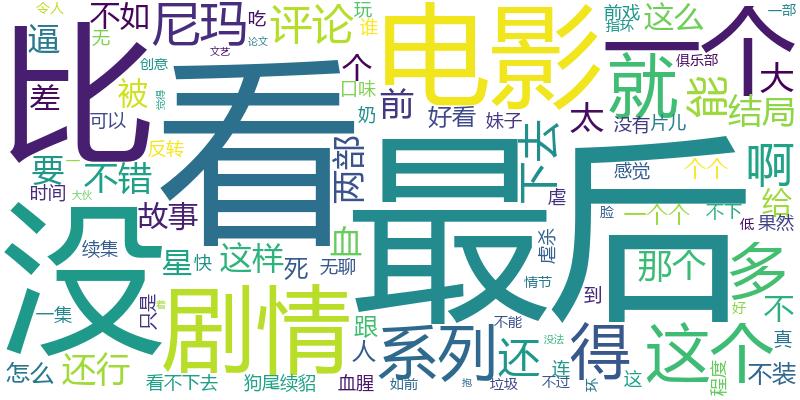 不如
尼玛
吃
玩
评论
谁
电影
前戏
指坏
这么
一个
一部
令人
逼
无
文艺
论文
俱乐部
比
看
创意
个
口味
差
被
前
就
能
大
结局
可以
奶
好看
妹子
太
没有
片儿
反转
两部
下去
啊
要
不错
感觉
个个
时间
一
大伙
虐
给
故事
脸
一个个
不下
低
果然
没
最后
血
续集
星
快
这样
死
无聊
虐杀
那个
多
情节
到
一集
只是
剧情
跟
不
好
人
系列
不能
还
没法
得
这个
真
怎么
还行
看不下去
狗尾续貂
血腥
如前
抱
垃圾
不过
连
这
程度
不装